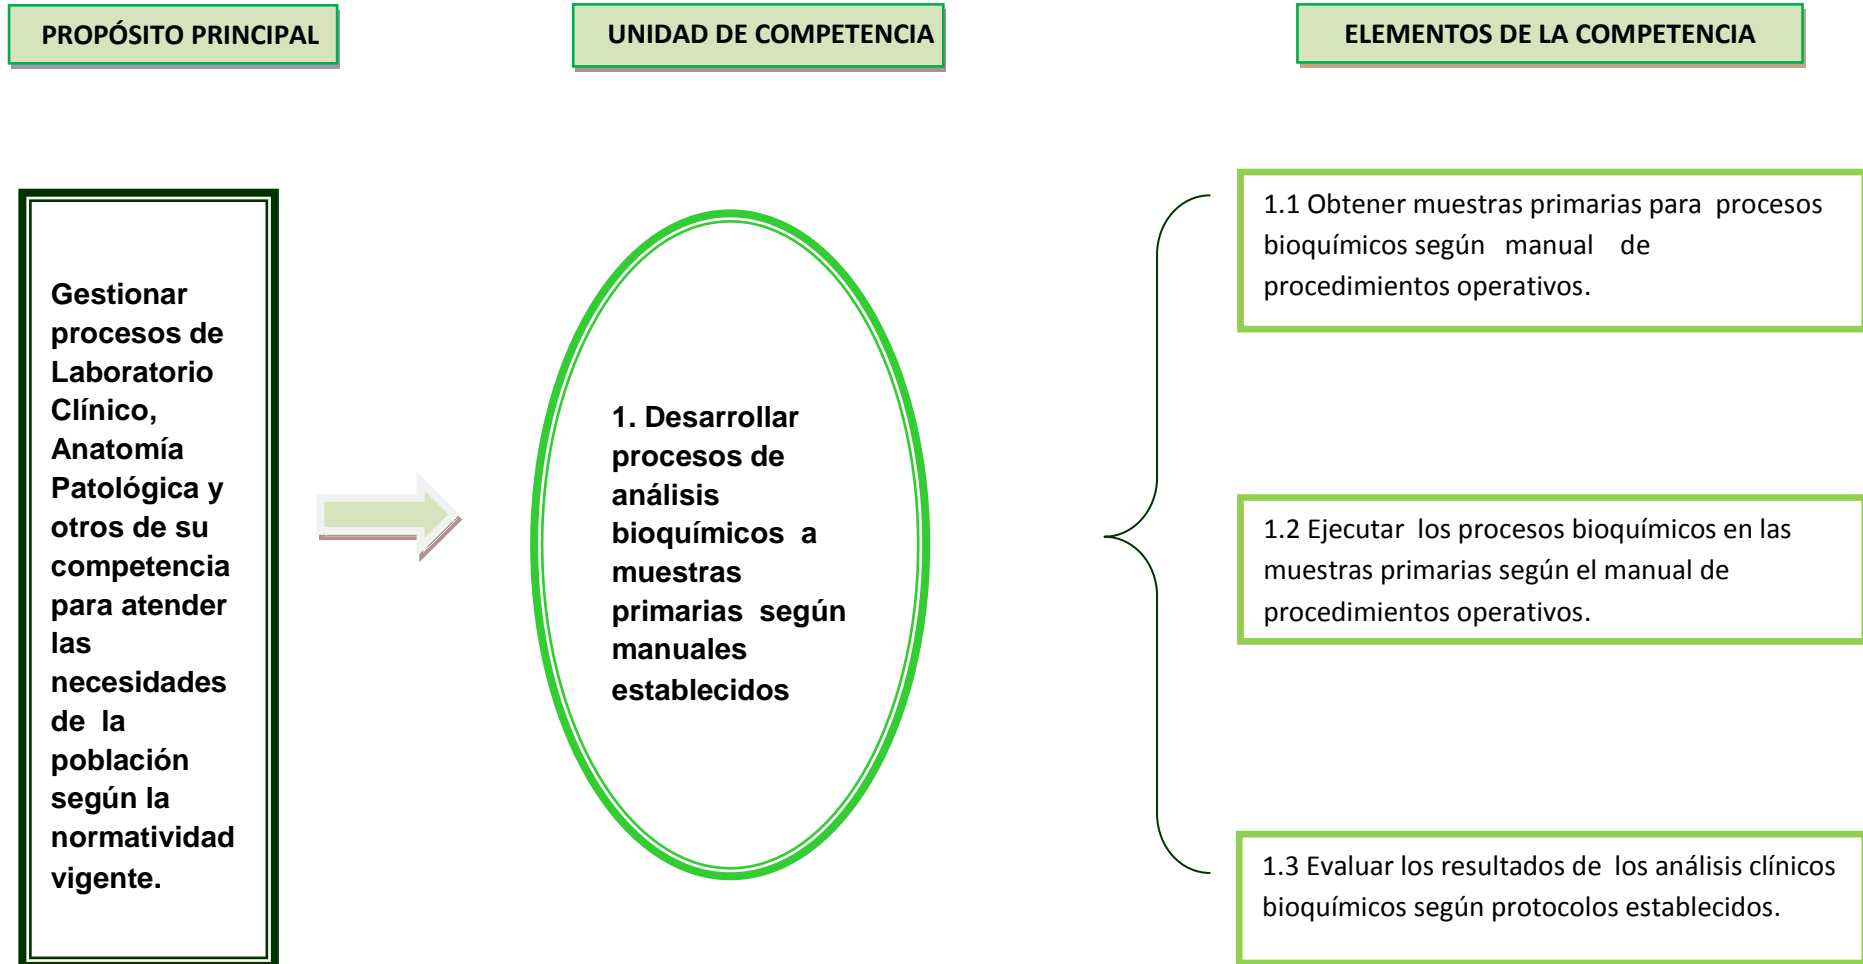 PROPÓSITO PRINCIPAL
UNIDAD DE COMPETENCIA
ELEMENTOS DE LA COMPETENCIA
Gestionar
procesos de
Laboratorio
Clínico,
Anatomía
Patológica y
otros de su
competencia
para atender
las
necesidades
de la
población
según la
normatividad
vigente.
1. Desarrollar
procesos de
análisis
bioquímicos a
muestras
primarias según
manuales
establecidos
1.1 Obtener muestras primarias para procesos
bioquímicos según manual de
procedimientos operativos.
1.2 Ejecutar los procesos bioquímicos en las
muestras primarias según el manual de
procedimientos operativos.
1.3 Evaluar los resultados de los análisis clínicos
bioquímicos según protocolos establecidos.